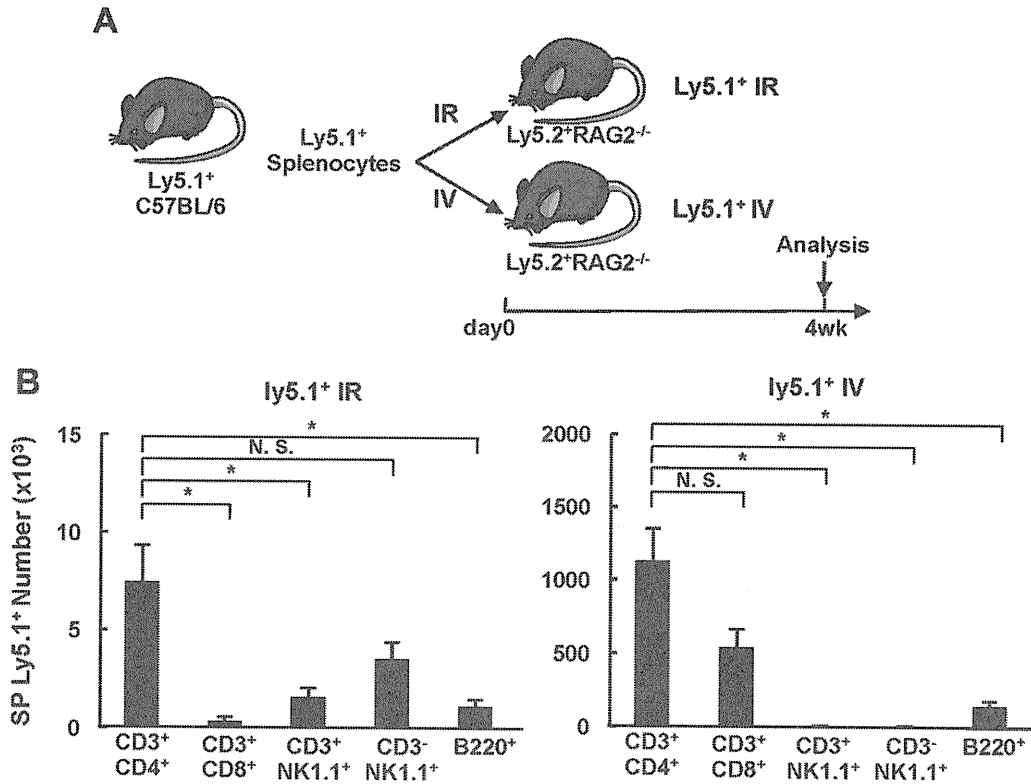 A
Ly5.1+
C57BL/6
Ly5.1+
Splenocytes
IR
IV
Ly5.2+RAG2-/-
Ly5.1+ IR
Ly5.2+RAG2-/-
Ly5.1+ IV
Analysis
day0
4wk
B
ly5.1+ IR
SP Ly5.1+ Number (x10³)
15
10
5
0
*
N. S.
*
*
CD3+
CD4+
CD3+
CD8+
CD3+
NK1.1+
CD3-
NK1.1+
B220+
ly5.1+ IV
2000
1500
1000
500
0
*
*
*
N. S.
CD3+
CD4+
CD3+
CD8+
CD3+
NK1.1+
CD3-
NK1.1+
B220+